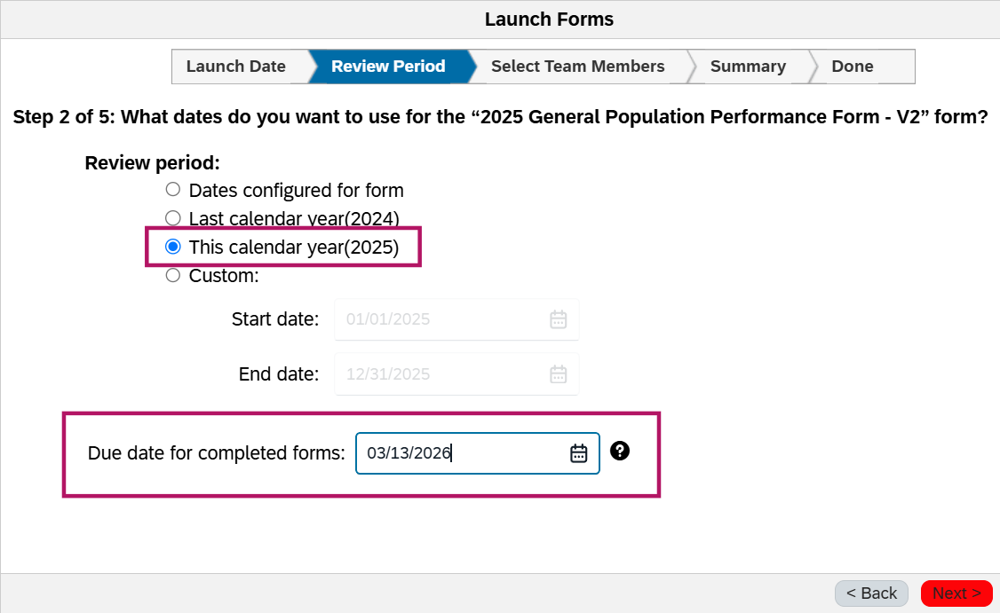 Launch Forms
Launch Date Review Period Select Team Members Summary Done
Step 2 of 5: What dates do you want to use for the “2025 General Population Performance Form - V2” form?
Review period:
Dates configured for form
Last calendar year(2024)
This calendar year(2025)
Custom:
Start date: 01/01/2025
End date: 12/31/2025
Due date for completed forms: 03/13/2026 ?
< Back Next >